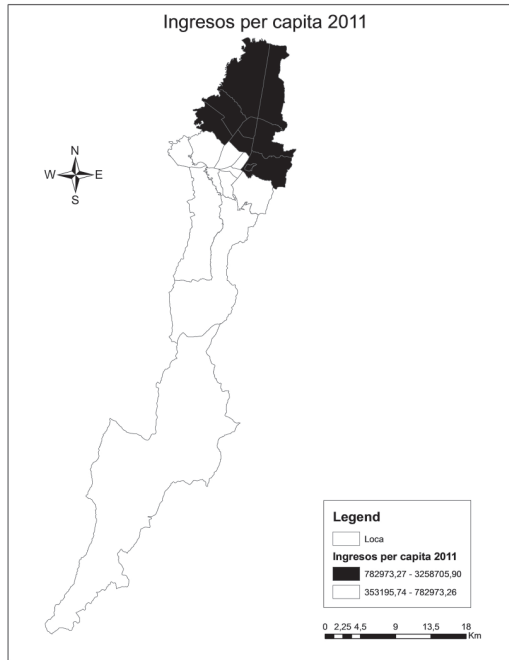 Ingresos per capita 2011
N
W E
S
Legend
Loca
Ingresos per capita 2011
782973,27 - 3258705,90
353195,74 - 782973,26
0 2,25 4,5 9 13,5 18
Km